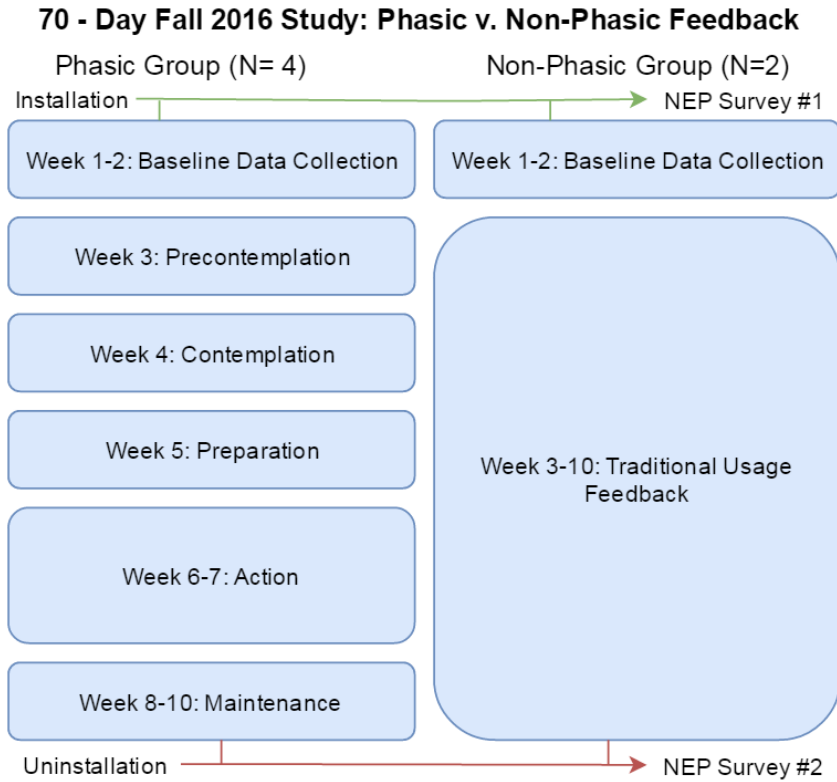 70 - Day Fall 2016 Study: Phasic v. Non-Phasic Feedback
Phasic Group (N= 4)
Non-Phasic Group (N=2)
Installation
NEP Survey #1
Week 1-2: Baseline Data Collection
Week 1-2: Baseline Data Collection
Week 3: Precontemplation
Week 4: Contemplation
Week 5: Preparation
Week 3-10: Traditional Usage
Feedback
Week 6-7: Action
Week 8-10: Maintenance
Uninstallation
NEP Survey #2